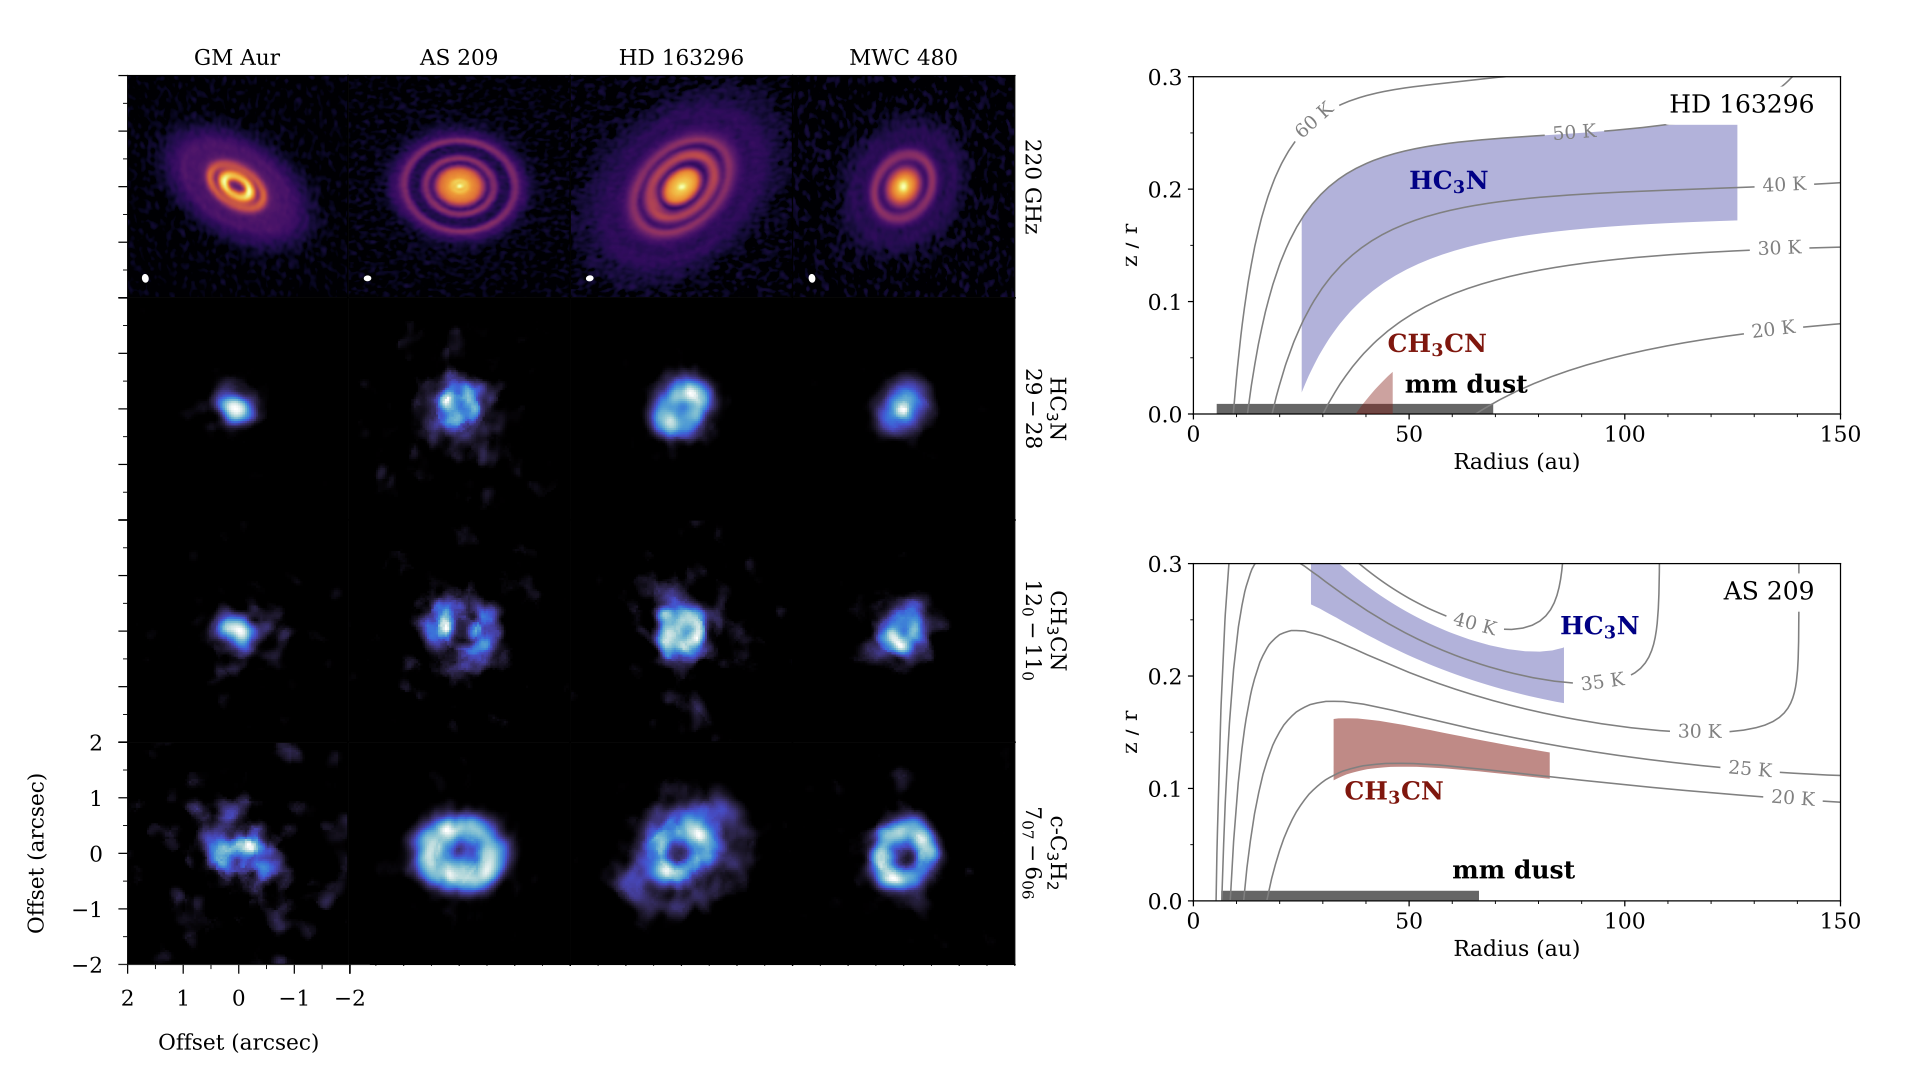 GM Aur
AS 209
HD 163296
MWC 480
220 GHz
HC₃N
29 − 28
CH₃CN
12₀ − 11₀
c-C₃H₂
7₀₇ − 6₀₆
2
1
0
−1
−2
Offset (arcsec)
2 1 0 −1 −2
Offset (arcsec)
HD 163296
0.3
0.2
0.1
0.0
z / r
60 K
50 K
40 K
30 K
20 K
HC₃N
CH₃CN
mm dust
0 50 100 150
Radius (au)
AS 209
0.3
0.2
0.1
0.0
z / r
40 K
35 K
30 K
25 K
20 K
HC₃N
CH₃CN
mm dust
0 50 100 150
Radius (au)